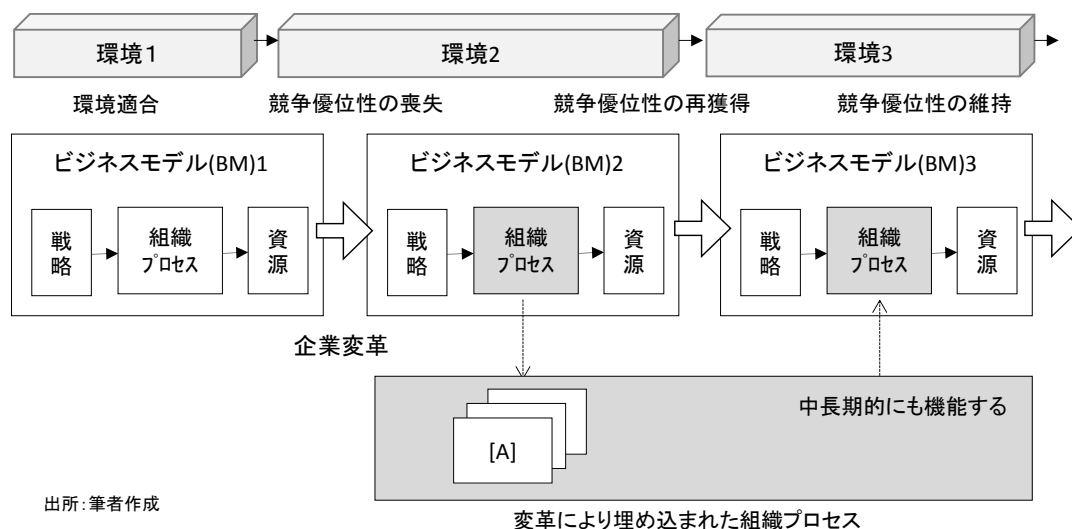 環境1
環境2
環境3
環境適合
競争優位性の喪失
競争優位性の再獲得
競争優位性の維持
ビジネスモデル(BM)1
戦略
組織
プロセス
資源
ビジネスモデル(BM)2
戦略
組織
プロセス
資源
ビジネスモデル(BM)3
戦略
組織
プロセス
資源
企業変革
中長期的にも機能する
[A]
出所:筆者作成
変革により埋め込まれた組織プロセス